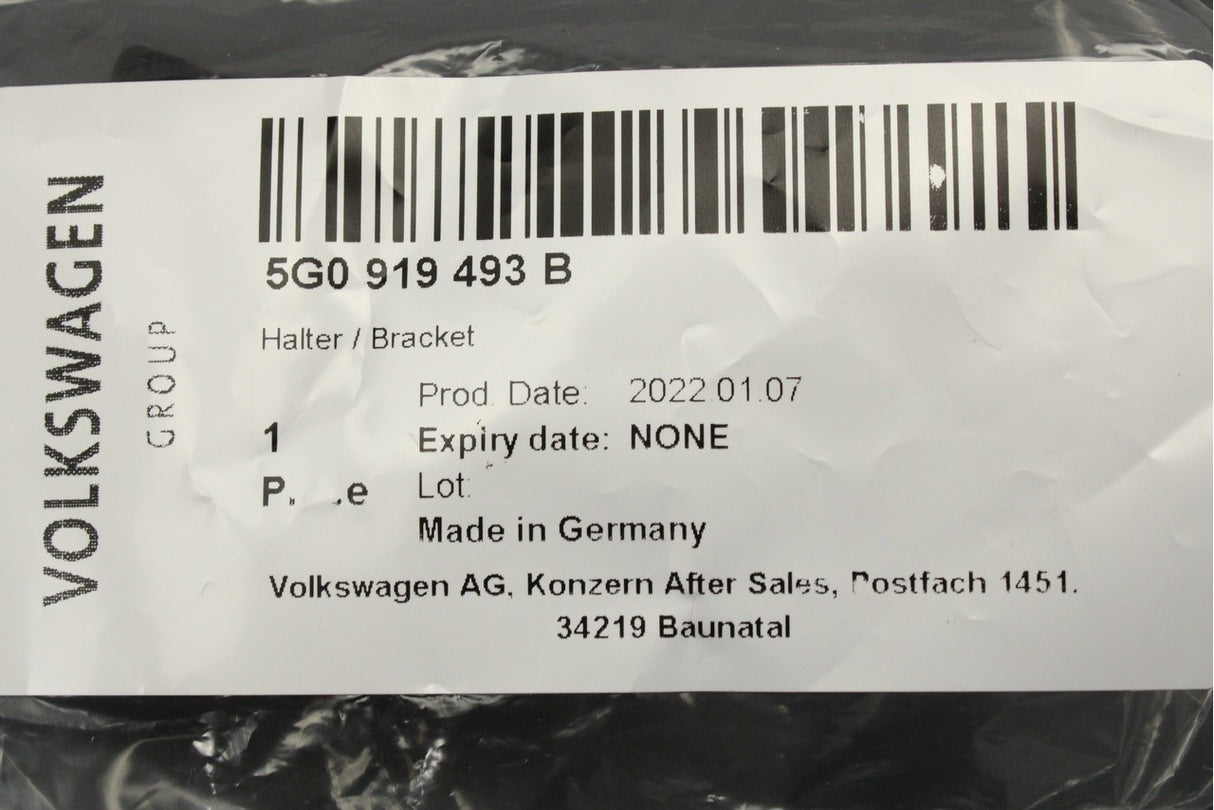 VOLKSWAGEN
GROUP
5G0 919 493 B
Halter / Bracket
Prod. Date: 2022.01.07
1 Expiry date: NONE
Lot:
Made in Germany
Volkswagen AG, Konzern After Sales, Postfach 1451.
34219 Baunatal